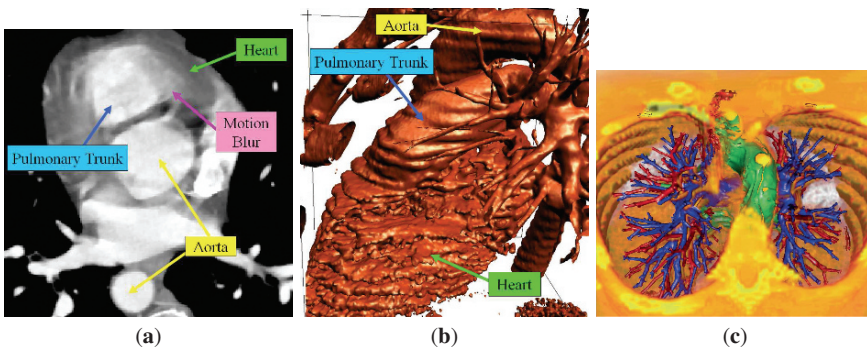 Heart
Pulmonary Trunk
Motion
Blur
Aorta
(a)
Aorta
Pulmonary Trunk
Heart
(b)
(c)